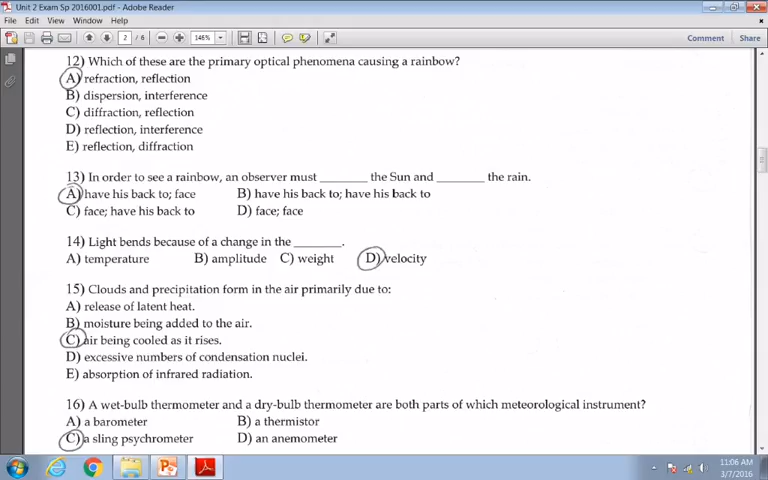 Unit 2 Exam Sp 2016001.pdf - Adobe Reader
File Edit View Window Help
2 / 6 146% Comment Share
12) Which of these are the primary optical phenomena causing a rainbow?
A) refraction, reflection
B) dispersion, interference
C) diffraction, reflection
D) reflection, interference
E) reflection, diffraction
13) In order to see a rainbow, an observer must _______ the Sun and _______ the rain.
A) have his back to; face B) have his back to; have his back to
C) face; have his back to D) face; face
14) Light bends because of a change in the _______.
A) temperature B) amplitude C) weight D) velocity
15) Clouds and precipitation form in the air primarily due to:
A) release of latent heat.
B) moisture being added to the air.
C) air being cooled as it rises.
D) excessive numbers of condensation nuclei.
E) absorption of infrared radiation.
16) A wet-bulb thermometer and a dry-bulb thermometer are both parts of which meteorological instrument?
A) a barometer B) a thermistor
C) a sling psychrometer D) an anemometer
11:06 AM
3/7/2016